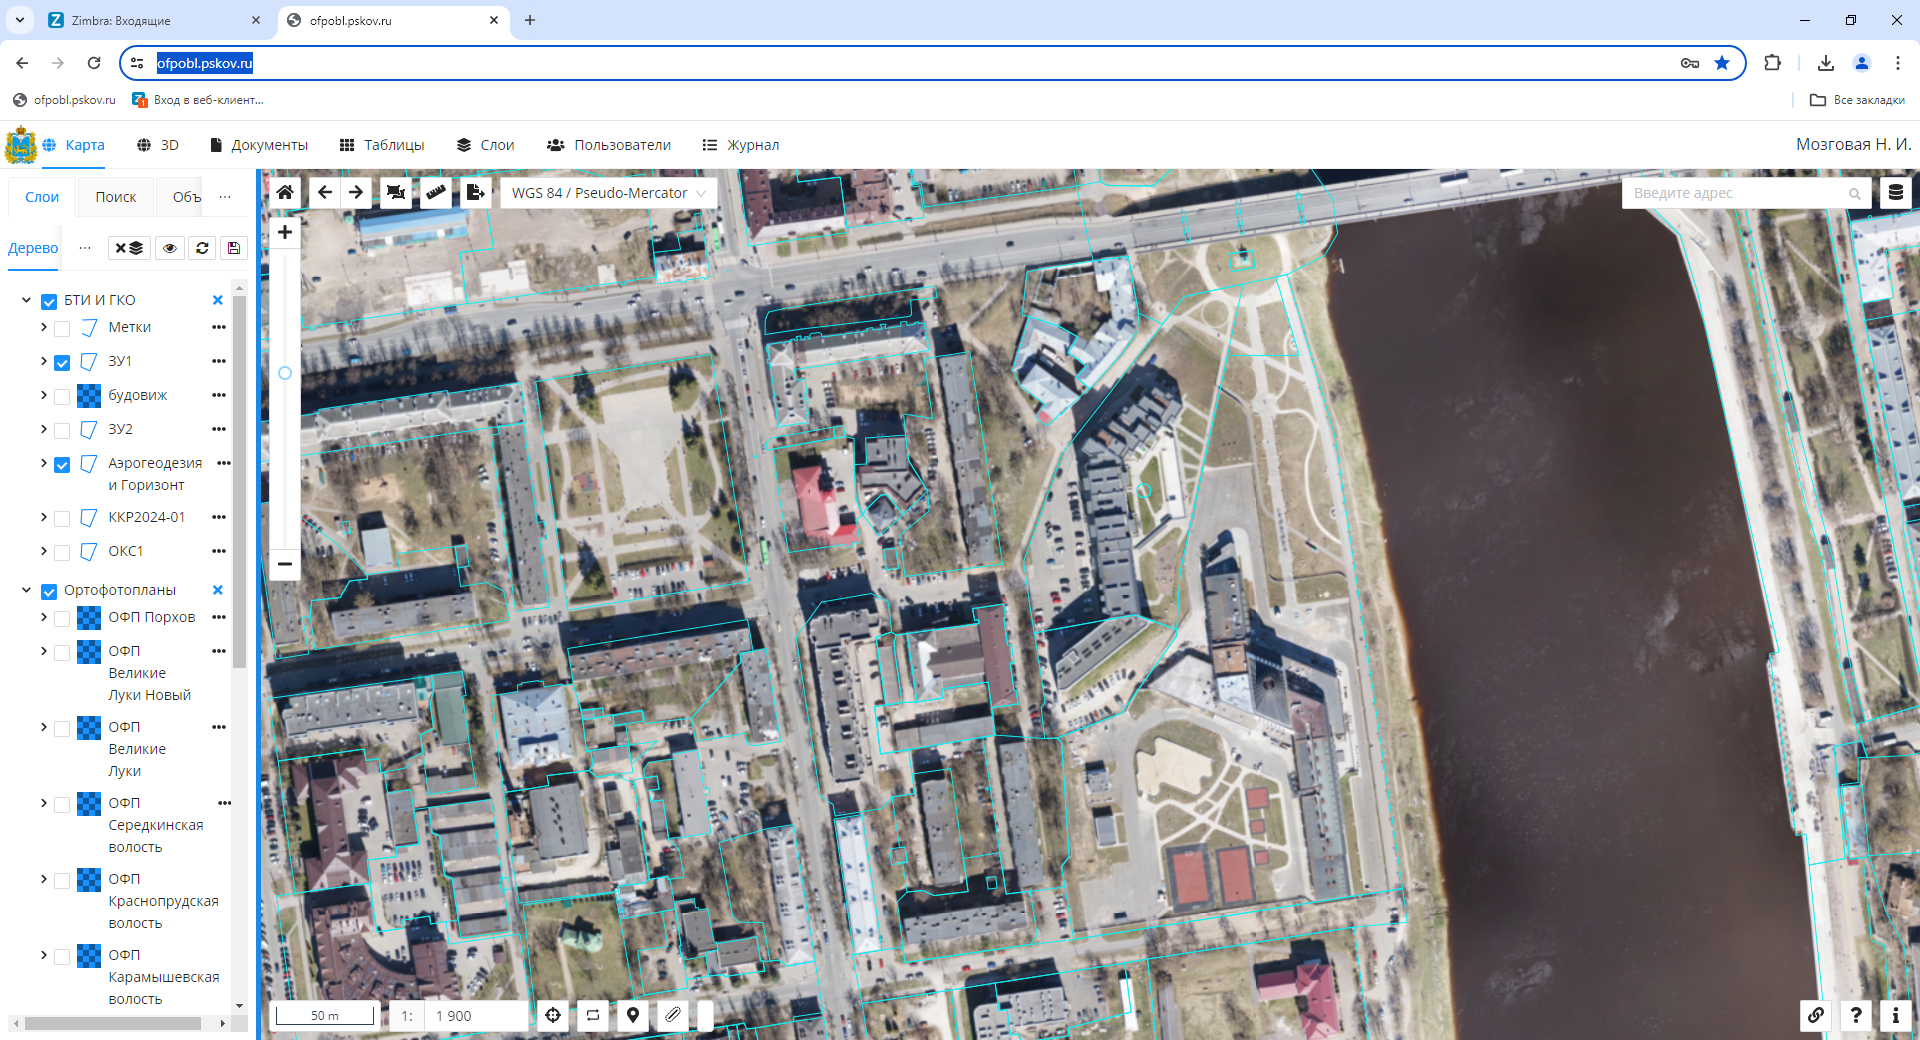 Zimbra: Входящие
ofpobl.pskov.ru
ofpobl.pskov.ru
ofpobl.pskov.ru
Вход в веб-клиент...
Все закладки
Карта
3D
Документы
Таблицы
Слои
Пользователи
Журнал
Мозговая Н. И.
Слои
Поиск
Объ
WGS 84 / Pseudo-Mercator
Введите адрес
Дерево
БТИ И ГКО
Метки
ЗУ1
будовиж
ЗУ2
Аэрогеодезия
и Горизонт
ККР2024-01
ОКС1
Ортофотопланы
ОФП Порхов
ОФП
Великие
Луки Новый
ОФП
Великие
Луки
ОФП
Середкинская
волость
ОФП
Краснопрудская
волость
ОФП
Карамышевская
волость
50 m
1:
1 900